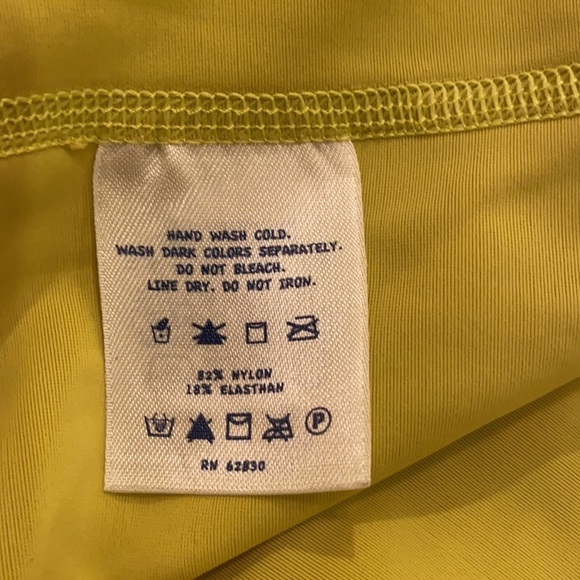 HAND WASH COLD.
WASH DARK COLORS SEPARATELY.
DO NOT BLEACH.
LINE DRY. DO NOT IRON.
82% NYLON
18% ELASTHAN
P
RN 62830